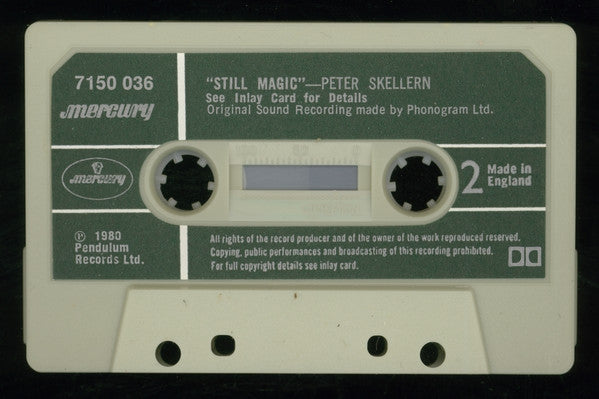 7150 036
mercury
"STILL MAGIC"—PETER SKELLERN
See Inlay Card for Details
Original Sound Recording made by Phonogram Ltd.
mercury
2
Made in
England
Ⓟ 1980
Pendulum
Records Ltd.
All rights of the record producer and of the owner of the work reproduced reserved.
Copying, public performances and broadcasting of this recording prohibited.
For full copyright details see inlay card.